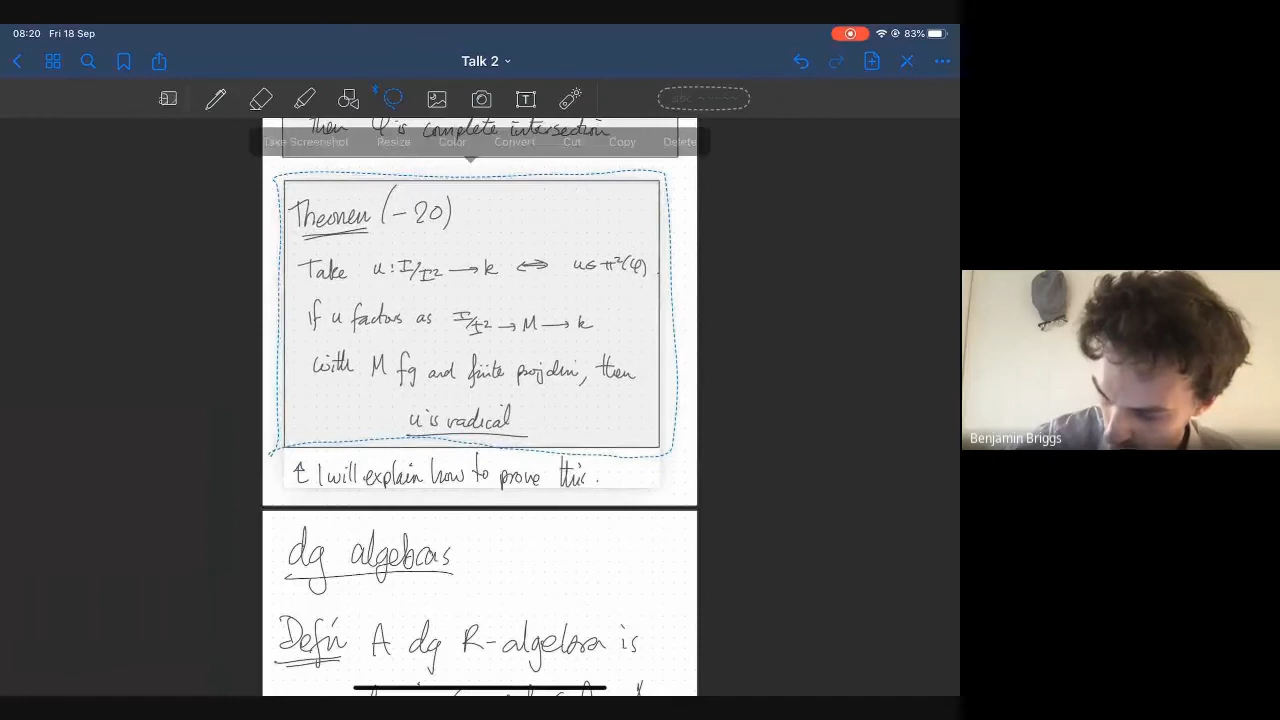 08:20 Fri 18 Sep
83%
Talk 2
Then φ is complete intersection
Take Screenshot Resize Color Convert Cut Copy Delete
Theorem (-20)
Take u : I/I² → k ⟺ u ∈ π²(φ).
If u factors as I/I² → M → k
with M fg and finite projdim, then
u is radical
↑ I will explain how to prove this.
dg algebras
Defn A dg R-algebra is
Benjamin Briggs